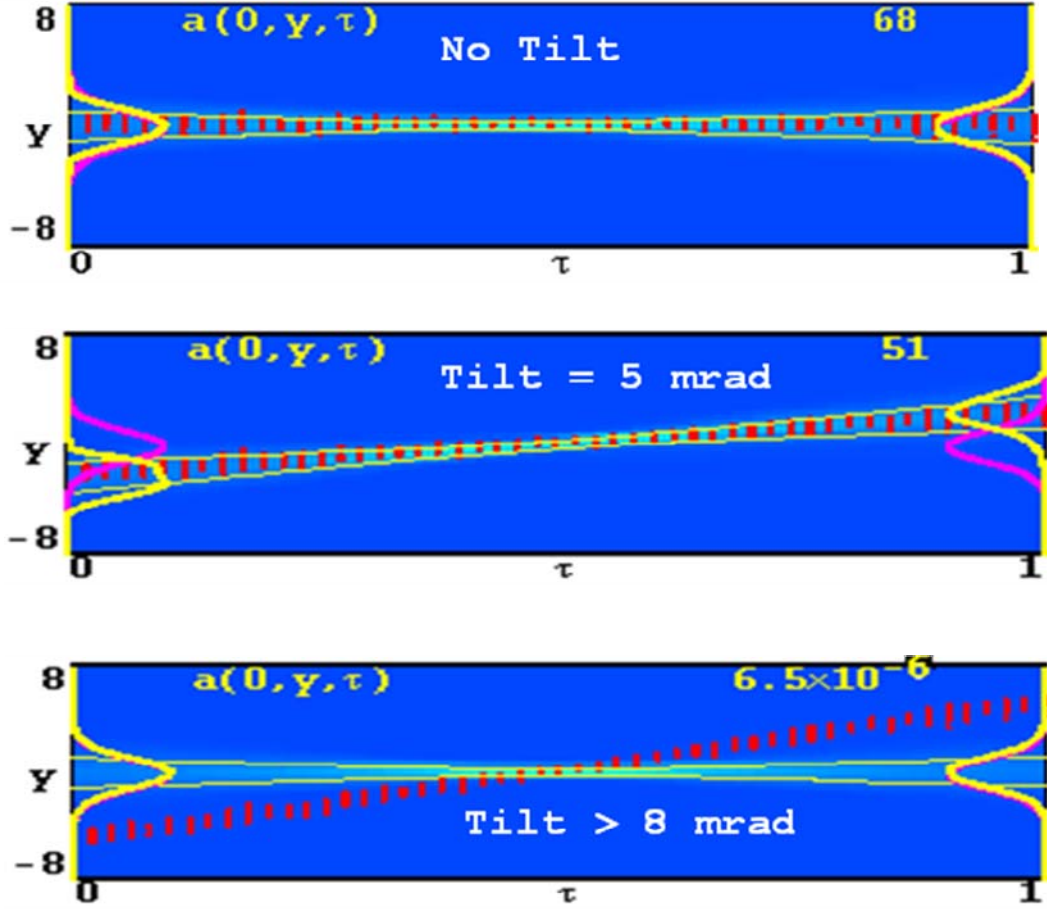 8 a(0,y,τ) 68
No Tilt
y
-8
0 τ 1
8 a(0,y,τ) 51
Tilt = 5 mrad
y
-8
0 τ 1
8 a(0,y,τ) 6.5×10⁻⁶
y
Tilt > 8 mrad
-8
0 τ 1